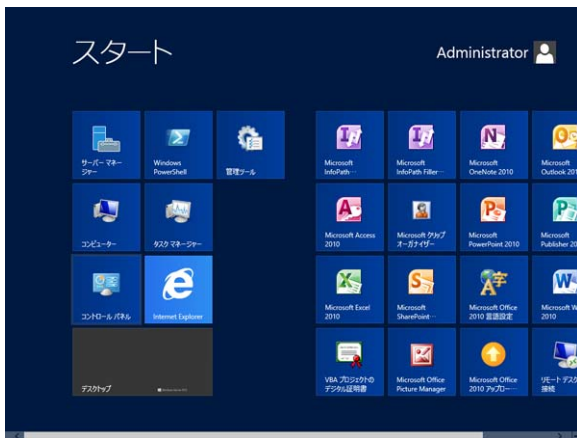 スタート
Administrator
サーバー マネー
ジャー
Windows
PowerShell
管理ツール
コンピューター
タスク マネージャー
コントロール パネル
Internet Explorer
デスクトップ
Microsoft
InfoPath…
Microsoft
InfoPath Filler…
Microsoft
OneNote 2010
Microsoft
Outlook 201
Microsoft Access
2010
Microsoft クリップ
オーガナイザー
Microsoft
PowerPoint 2010
Microsoft
Publisher 20
Microsoft Excel
2010
Microsoft
SharePoint…
Microsoft Office
2010 言語設定
Microsoft W
2010
VBA プロジェクトの
デジタル証明書
Microsoft Office
Picture Manager
Microsoft Office
2010 アップロー…
リモート デスク
接続